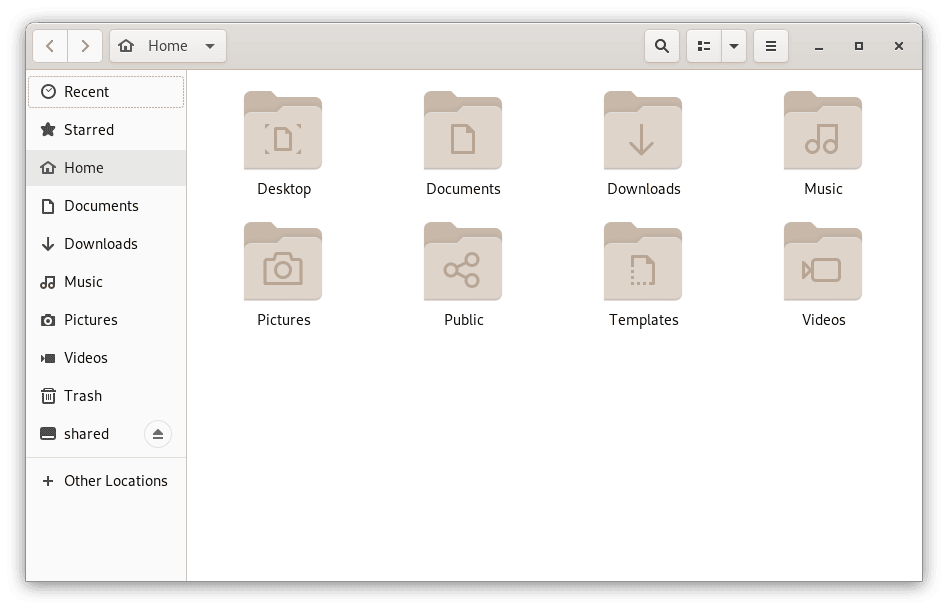 Home
Recent
Starred
Home
Documents
Downloads
Music
Pictures
Videos
Trash
shared
Other Locations
Desktop
Documents
Downloads
Music
Pictures
Public
Templates
Videos